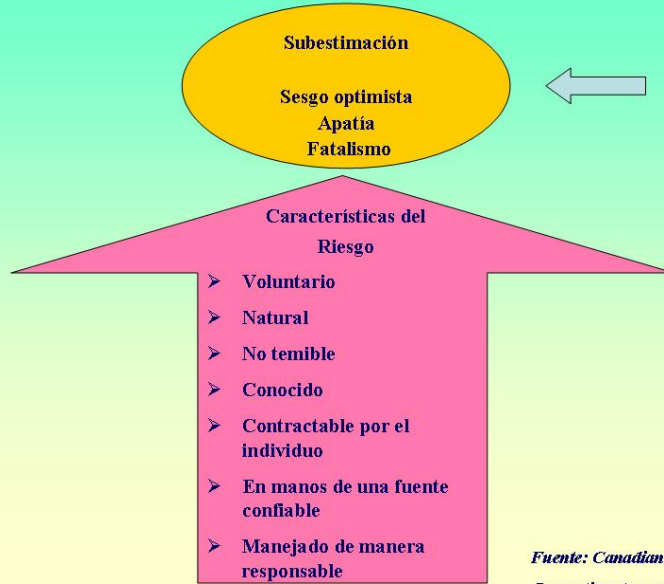 Subestimación
Sesgo optimista
Apatía
Fatalismo
Características del
Riesgo
➢ Voluntario
➢ Natural
➢ No temible
➢ Conocido
➢ Contractable por el
individuo
➢ En manos de una fuente
confiable
➢ Manejado de manera
responsable
Fuente: Canadian